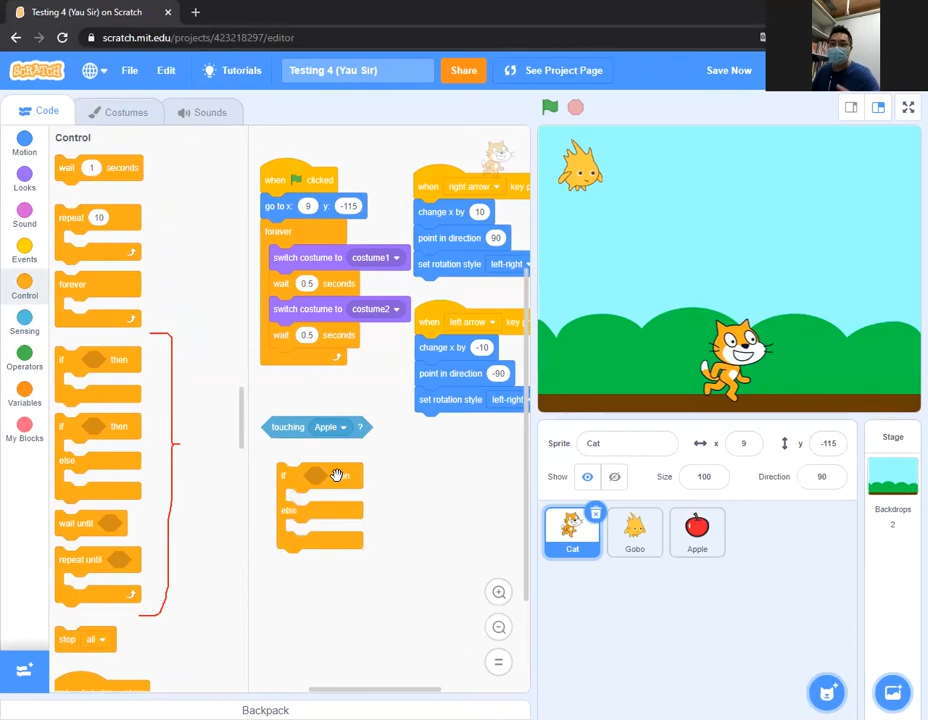 Testing 4 (Yau Sir) on Scratch
scratch.mit.edu/projects/423218297/editor
SCRATCH
File
Edit
Tutorials
Testing 4 (Yau Sir)
Share
See Project Page
Save Now
Code
Costumes
Sounds
Motion
Looks
Sound
Events
Control
Sensing
Operators
Variables
My Blocks
Control
wait 1 seconds
repeat 10
forever
if then
if then
else
wait until
repeat until
stop all
when clicked
go to x: 9 y: -115
forever
switch costume to costume1
wait 0.5 seconds
switch costume to costume2
wait 0.5 seconds
when right arrow key p
change x by 10
point in direction 90
set rotation style left-right
when left arrow key p
change x by -10
point in direction -90
set rotation style left-right
touching Apple ?
if
else
Sprite Cat x 9 y -115
Show Size 100 Direction 90
Cat
Gobo
Apple
Stage
Backdrops
2
Backpack